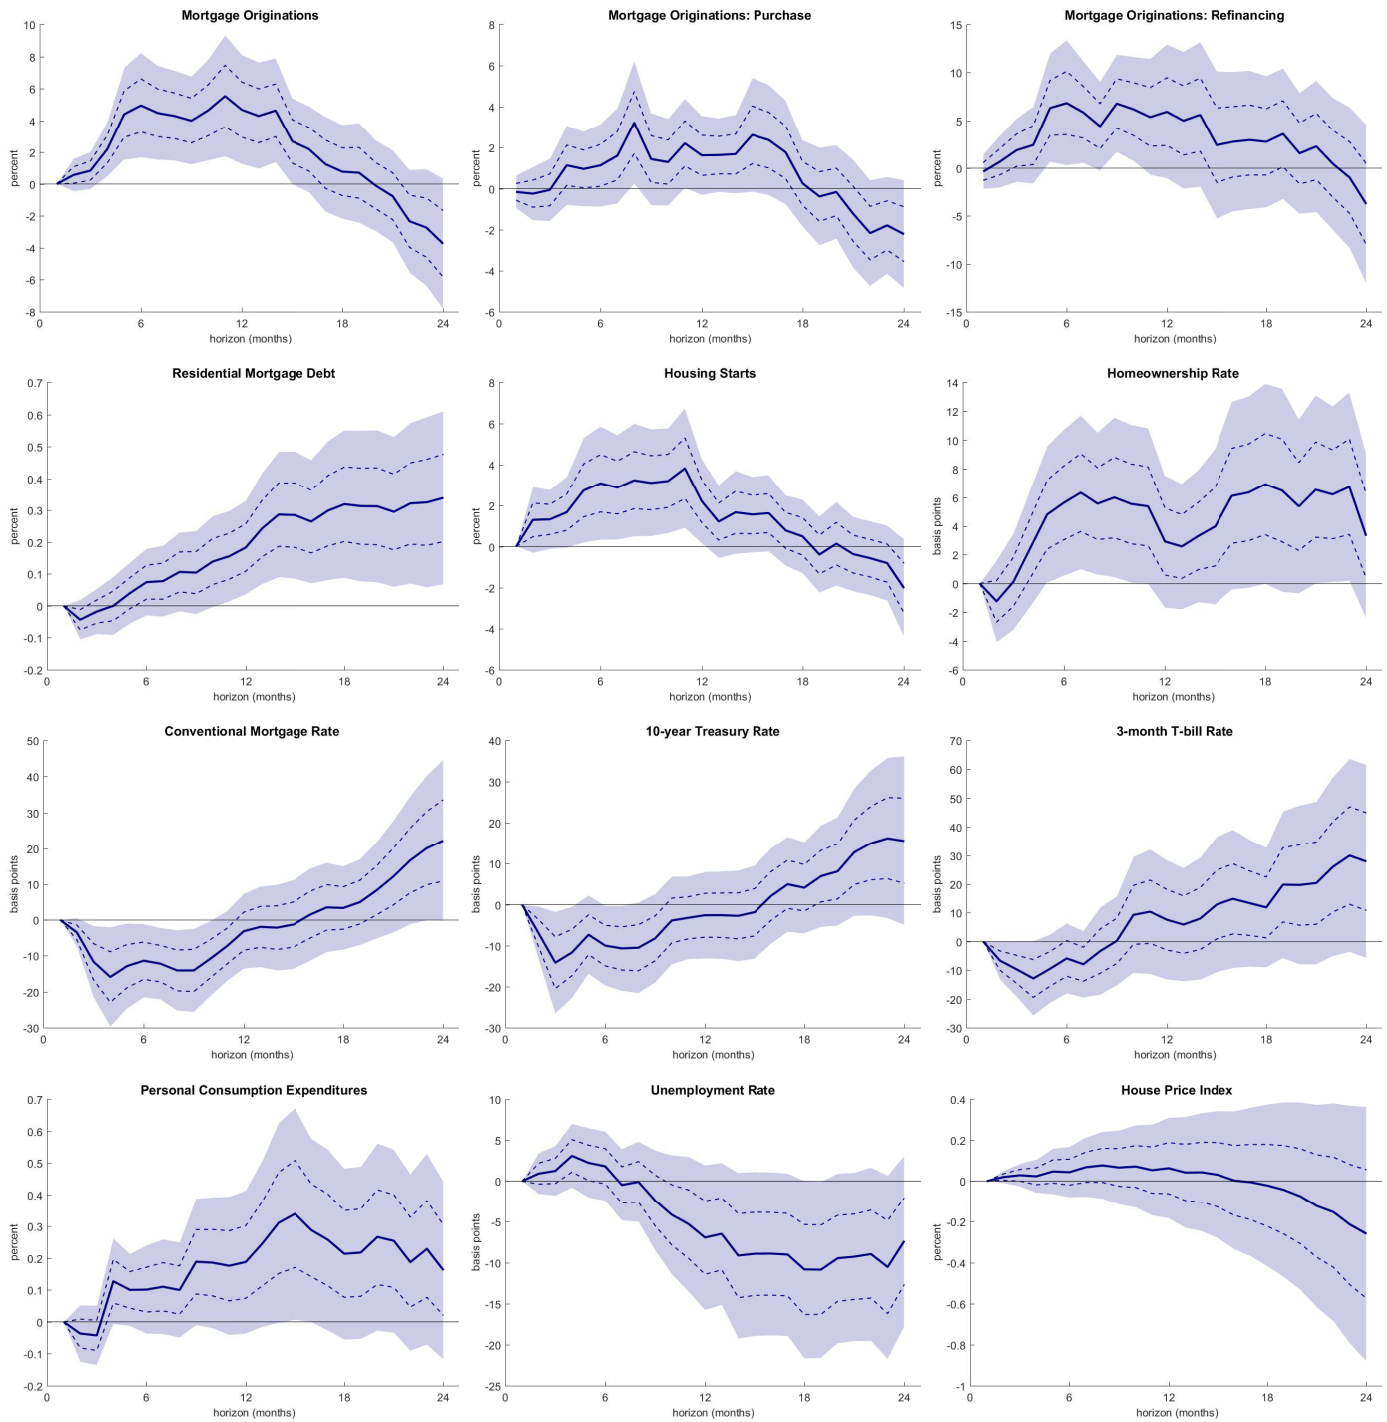 Mortgage Originations
10
8
6
4
2
0
-2
-4
-6
-8
percent
0 6 12 18 24
horizon (months)
Mortgage Originations: Purchase
8
6
4
2
0
-2
-4
-6
percent
0 6 12 18 24
horizon (months)
Mortgage Originations: Refinancing
15
10
5
0
-5
-10
-15
percent
0 6 12 18 24
horizon (months)
Residential Mortgage Debt
0.7
0.6
0.5
0.4
0.3
0.2
0.1
0
-0.1
-0.2
percent
0 6 12 18 24
horizon (months)
Housing Starts
8
6
4
2
0
-2
-4
-6
percent
0 6 12 18 24
horizon (months)
Homeownership Rate
14
12
10
8
6
4
2
0
-2
-4
-6
basis points
0 6 12 18 24
horizon (months)
Conventional Mortgage Rate
50
40
30
20
10
0
-10
-20
-30
basis points
0 6 12 18 24
horizon (months)
10-year Treasury Rate
40
30
20
10
0
-10
-20
-30
basis points
0 6 12 18 24
horizon (months)
3-month T-bill Rate
70
60
50
40
30
20
10
0
-10
-20
-30
basis points
0 6 12 18 24
horizon (months)
Personal Consumption Expenditures
0.7
0.6
0.5
0.4
0.3
0.2
0.1
0
-0.1
-0.2
percent
0 6 12 18 24
horizon (months)
Unemployment Rate
10
5
0
-5
-10
-15
-20
-25
basis points
0 6 12 18 24
horizon (months)
House Price Index
0.4
0.2
0
-0.2
-0.4
-0.6
-0.8
-1
percent
0 6 12 18 24
horizon (months)